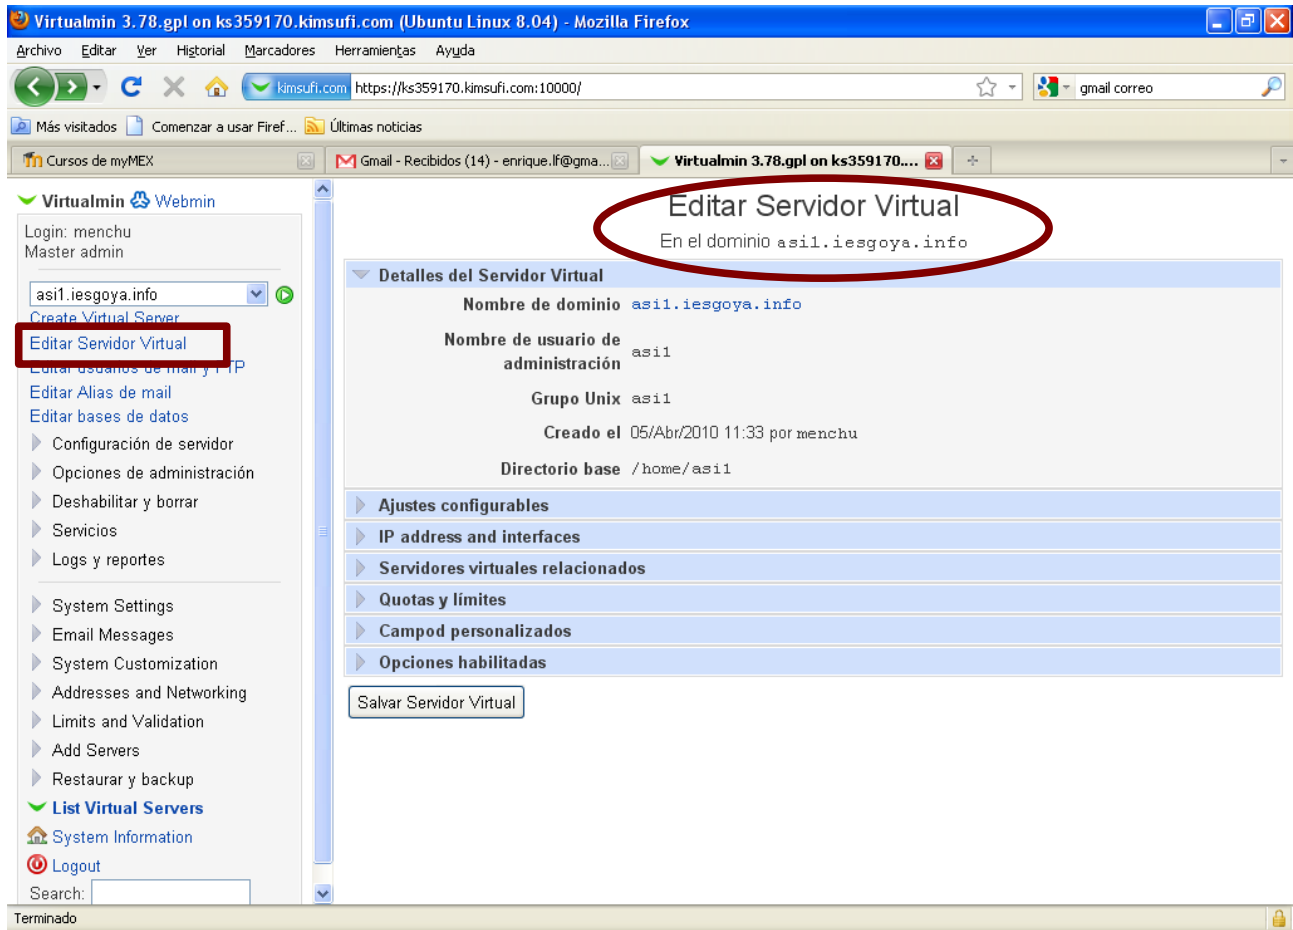 Virtualmin 3.78.gpl on ks359170.kimsufi.com (Ubuntu Linux 8.04) - Mozilla Firefox
Archivo Editar Ver Historial Marcadores Herramientas Ayuda
kimsufi.com https://ks359170.kimsufi.com:10000/ gmail correo
Más visitados Comenzar a usar Firef... Últimas noticias
Cursos de myMEX Gmail - Recibidos (14) - enrique.lf@gma... Virtualmin 3.78.gpl on ks359170....
Virtualmin Webmin
Login: menchu
Master admin
asi1.iesgoya.info
Create Virtual Server
Editar Servidor Virtual
Editar usuarios de mail y FTP
Editar Alias de mail
Editar bases de datos
Configuración de servidor
Opciones de administración
Deshabilitar y borrar
Servicios
Logs y reportes
System Settings
Email Messages
System Customization
Addresses and Networking
Limits and Validation
Add Servers
Restaurar y backup
List Virtual Servers
System Information
Logout
Search:
Editar Servidor Virtual
En el dominio asi1.iesgoya.info
Detalles del Servidor Virtual
Nombre de dominio asi1.iesgoya.info
Nombre de usuario de
administración asi1
Grupo Unix asi1
Creado el 05/Abr/2010 11:33 por menchu
Directorio base /home/asi1
Ajustes configurables
IP address and interfaces
Servidores virtuales relacionados
Quotas y límites
Campod personalizados
Opciones habilitadas
Salvar Servidor Virtual
Terminado